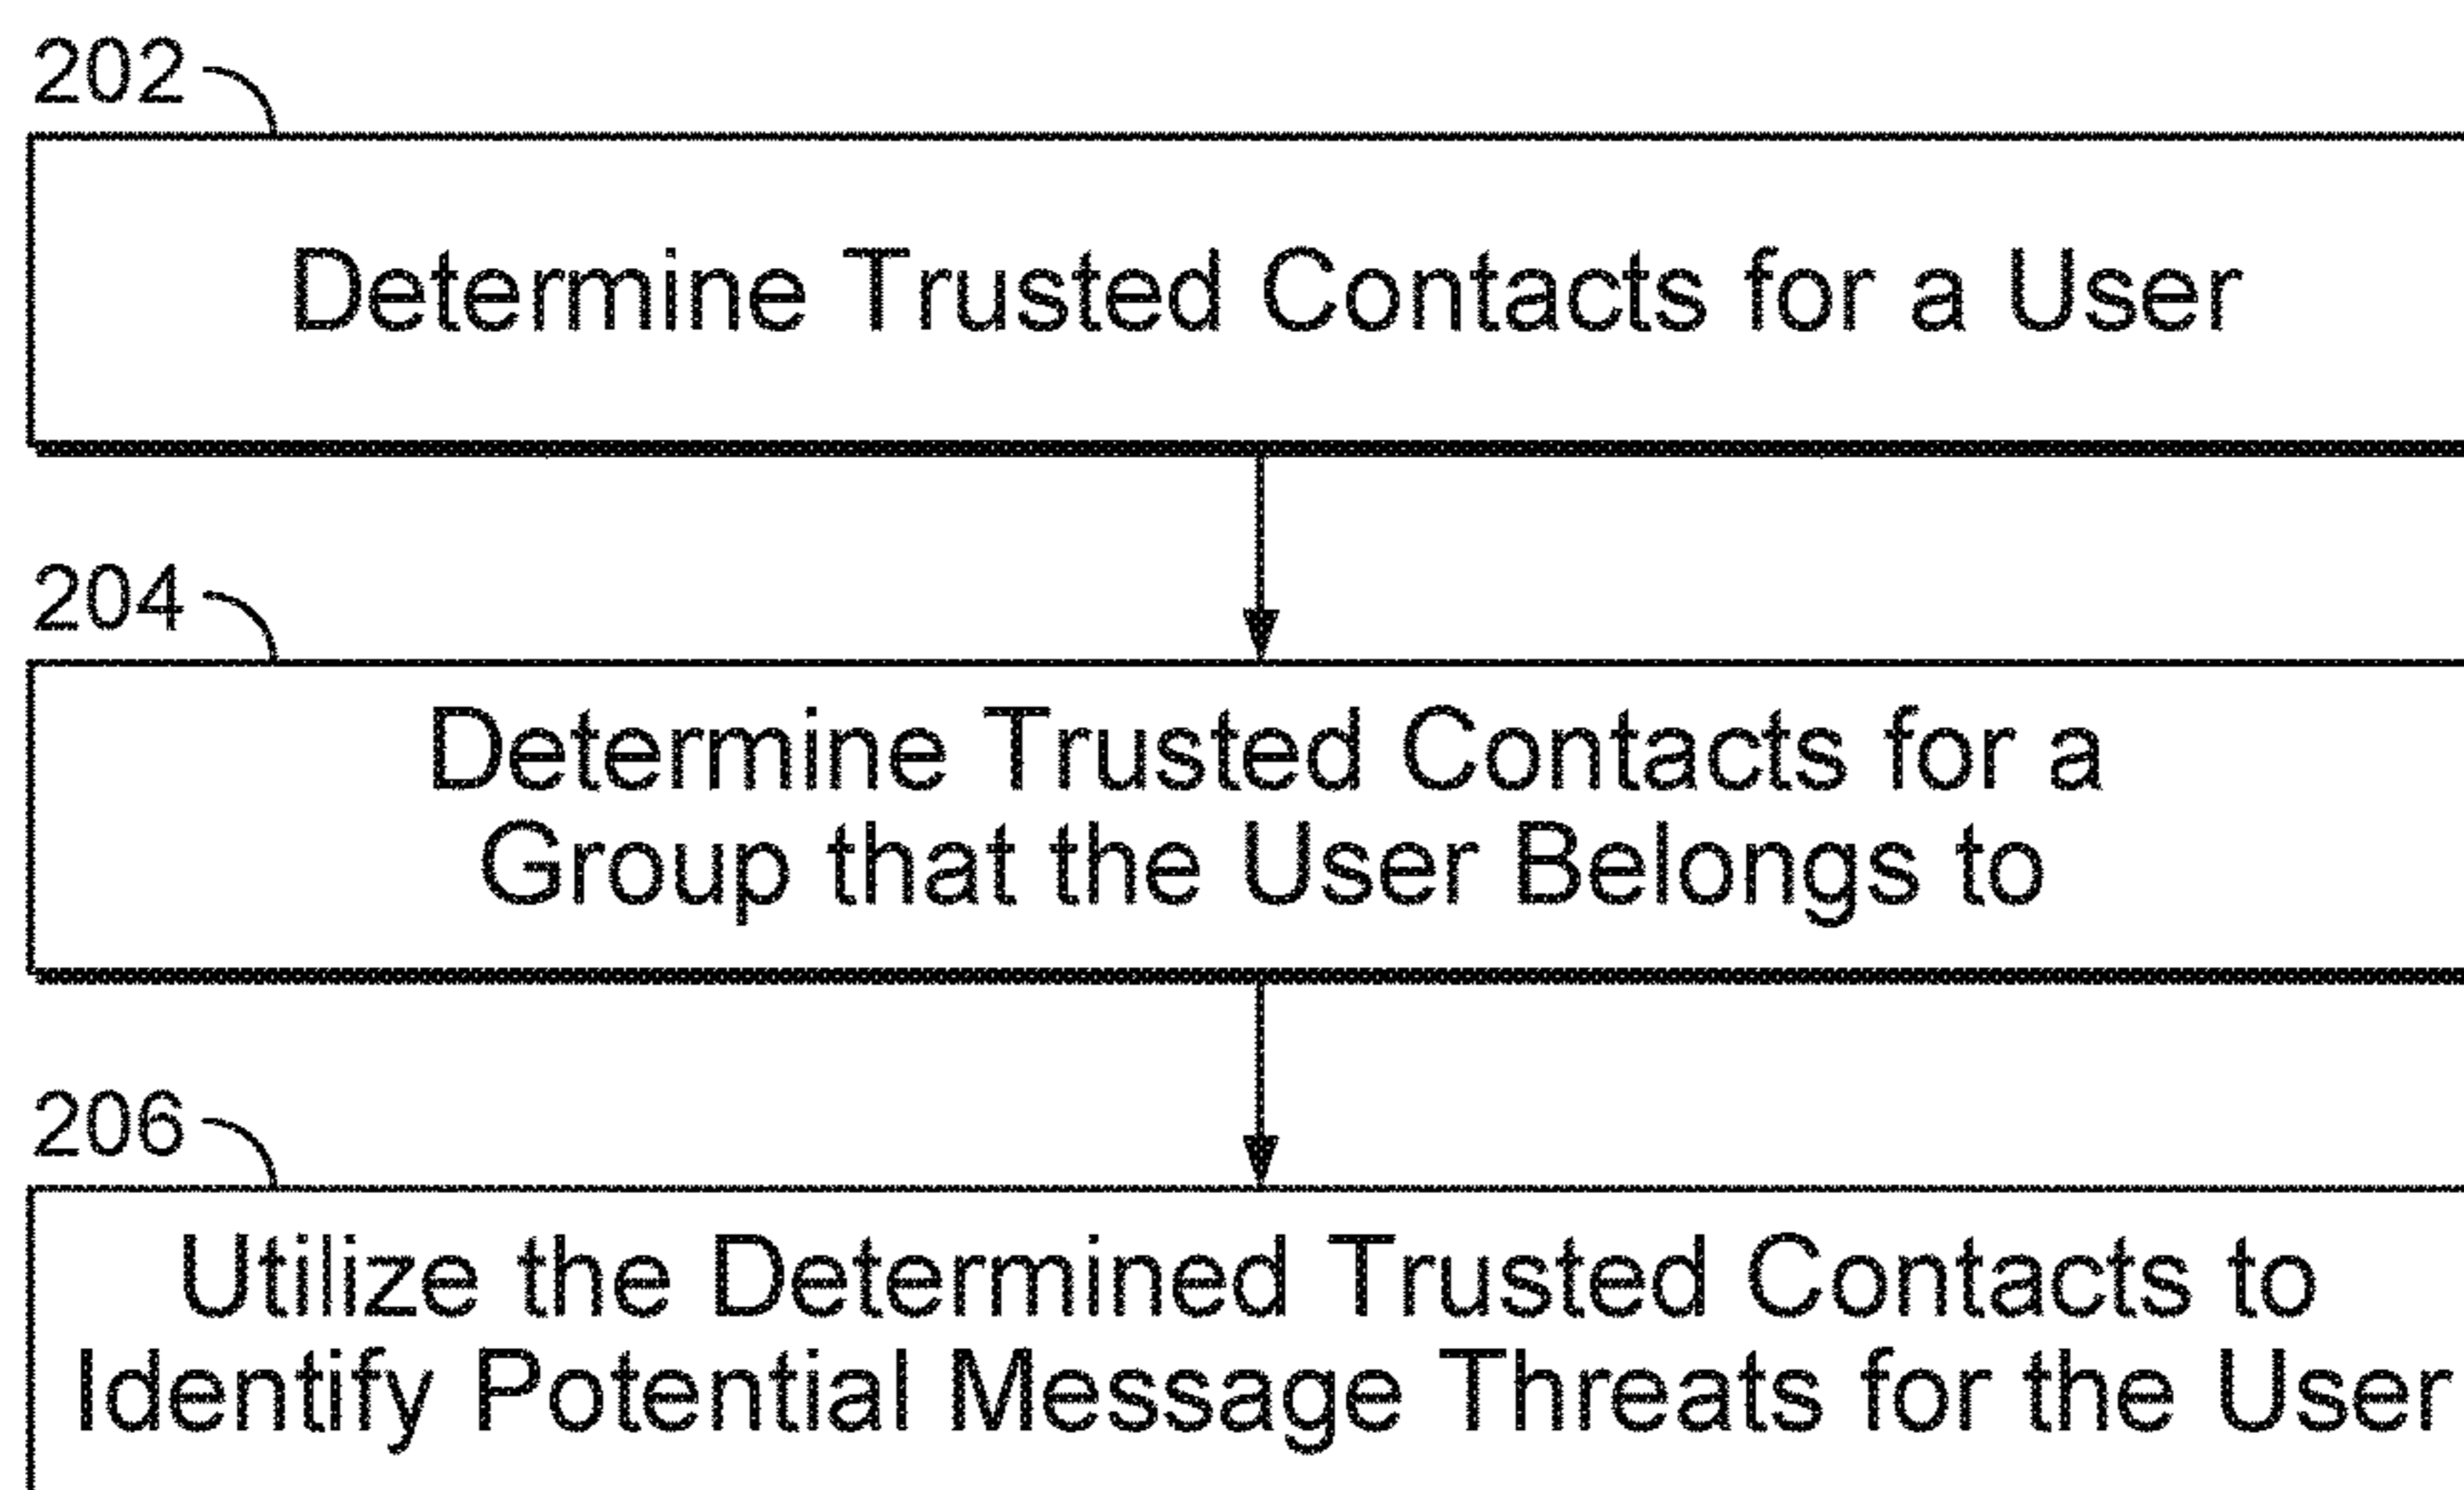 202
Determine Trusted Contacts for a User
204
Determine Trusted Contacts for a
Group that the User Belongs to
206
Utilize the Determined Trusted Contacts to
Identify Potential Message Threats for the User